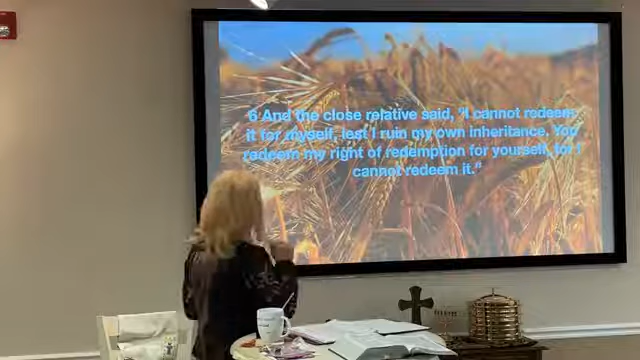 6 And the close relative said, "I cannot redeem
it for myself, lest I ruin my own inheritance. You
redeem my right of redemption for yourself, for I
cannot redeem it."